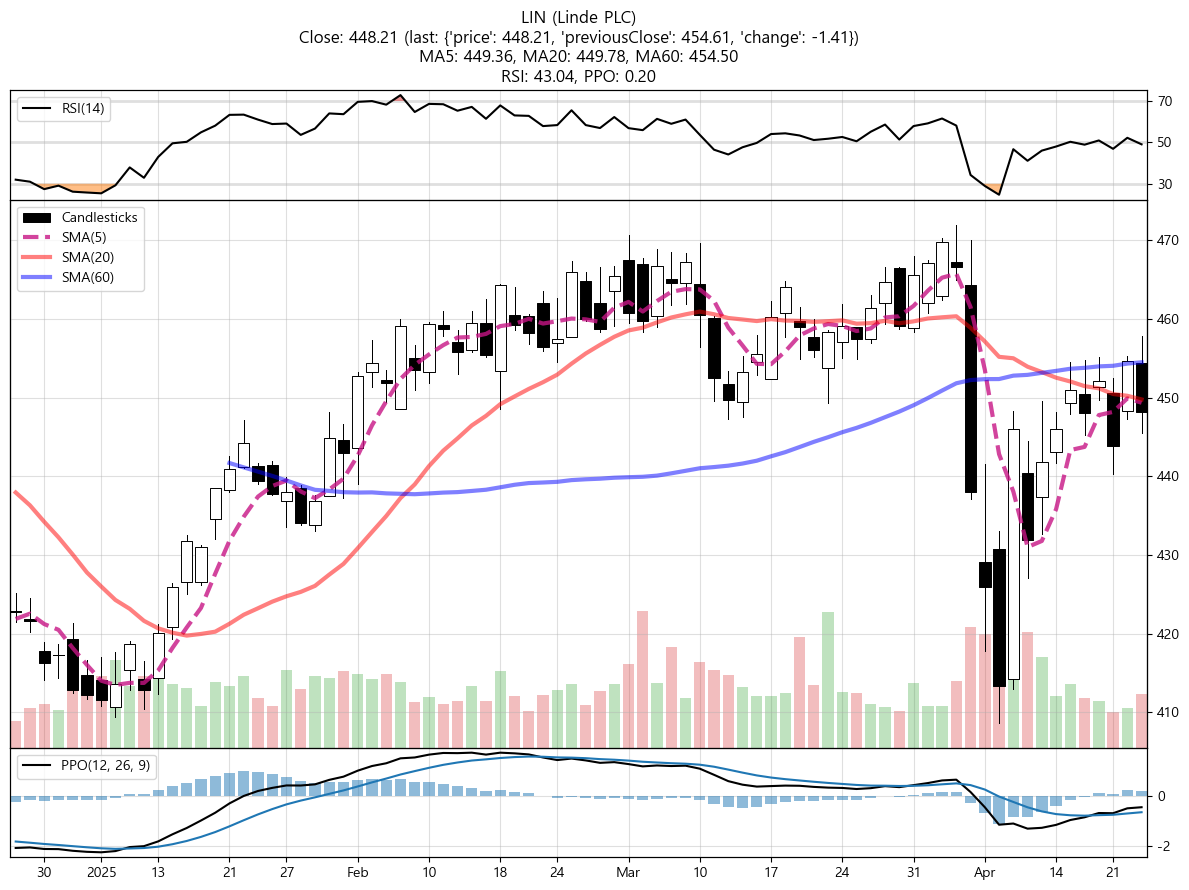 LIN (Linde PLC)
Close: 448.21 (last: {'price': 448.21, 'previousClose': 454.61, 'change': -1.41})
MA5: 449.36, MA20: 449.78, MA60: 454.50
RSI: 43.04, PPO: 0.20
RSI(14)
70
50
30
Candlesticks
SMA(5)
SMA(20)
SMA(60)
470
460
450
440
430
420
410
PPO(12, 26, 9)
0
-2
30 2025 13 21 27 Feb 10 18 24 Mar 10 17 24 31 Apr 14 21